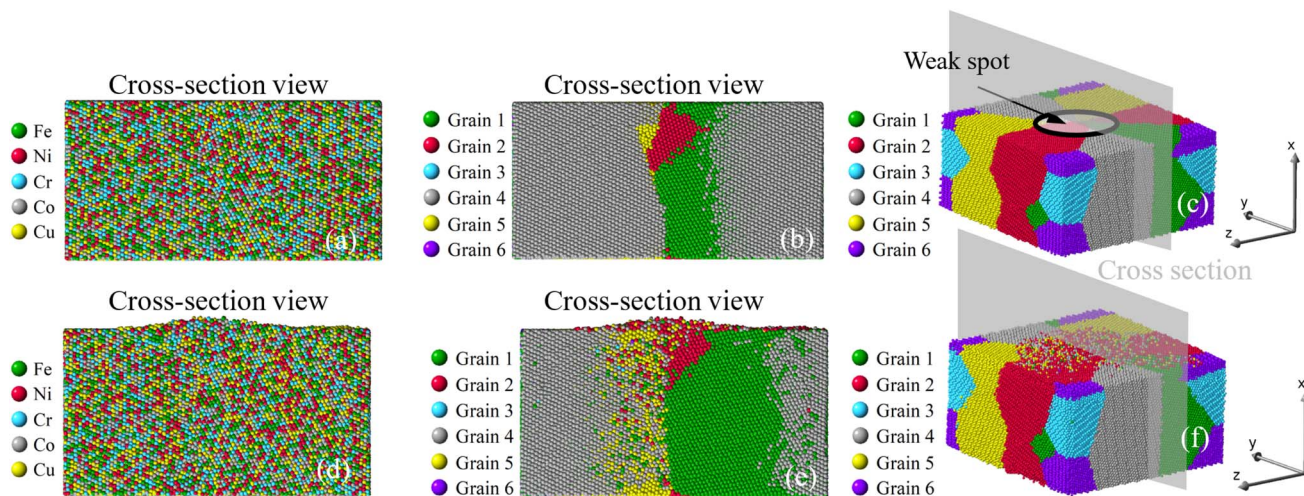 Cross-section view
Fe
Ni
Cr
Co
Cu
(a)
Cross-section view
Grain 1
Grain 2
Grain 3
Grain 4
Grain 5
Grain 6
(b)
Weak spot
Grain 1
Grain 2
Grain 3
Grain 4
Grain 5
Grain 6
(c)
x
y
z
Cross section
Cross-section view
Fe
Ni
Cr
Co
Cu
(d)
Cross-section view
Grain 1
Grain 2
Grain 3
Grain 4
Grain 5
Grain 6
(e)
Grain 1
Grain 2
Grain 3
Grain 4
Grain 5
Grain 6
(f)
x
y
z